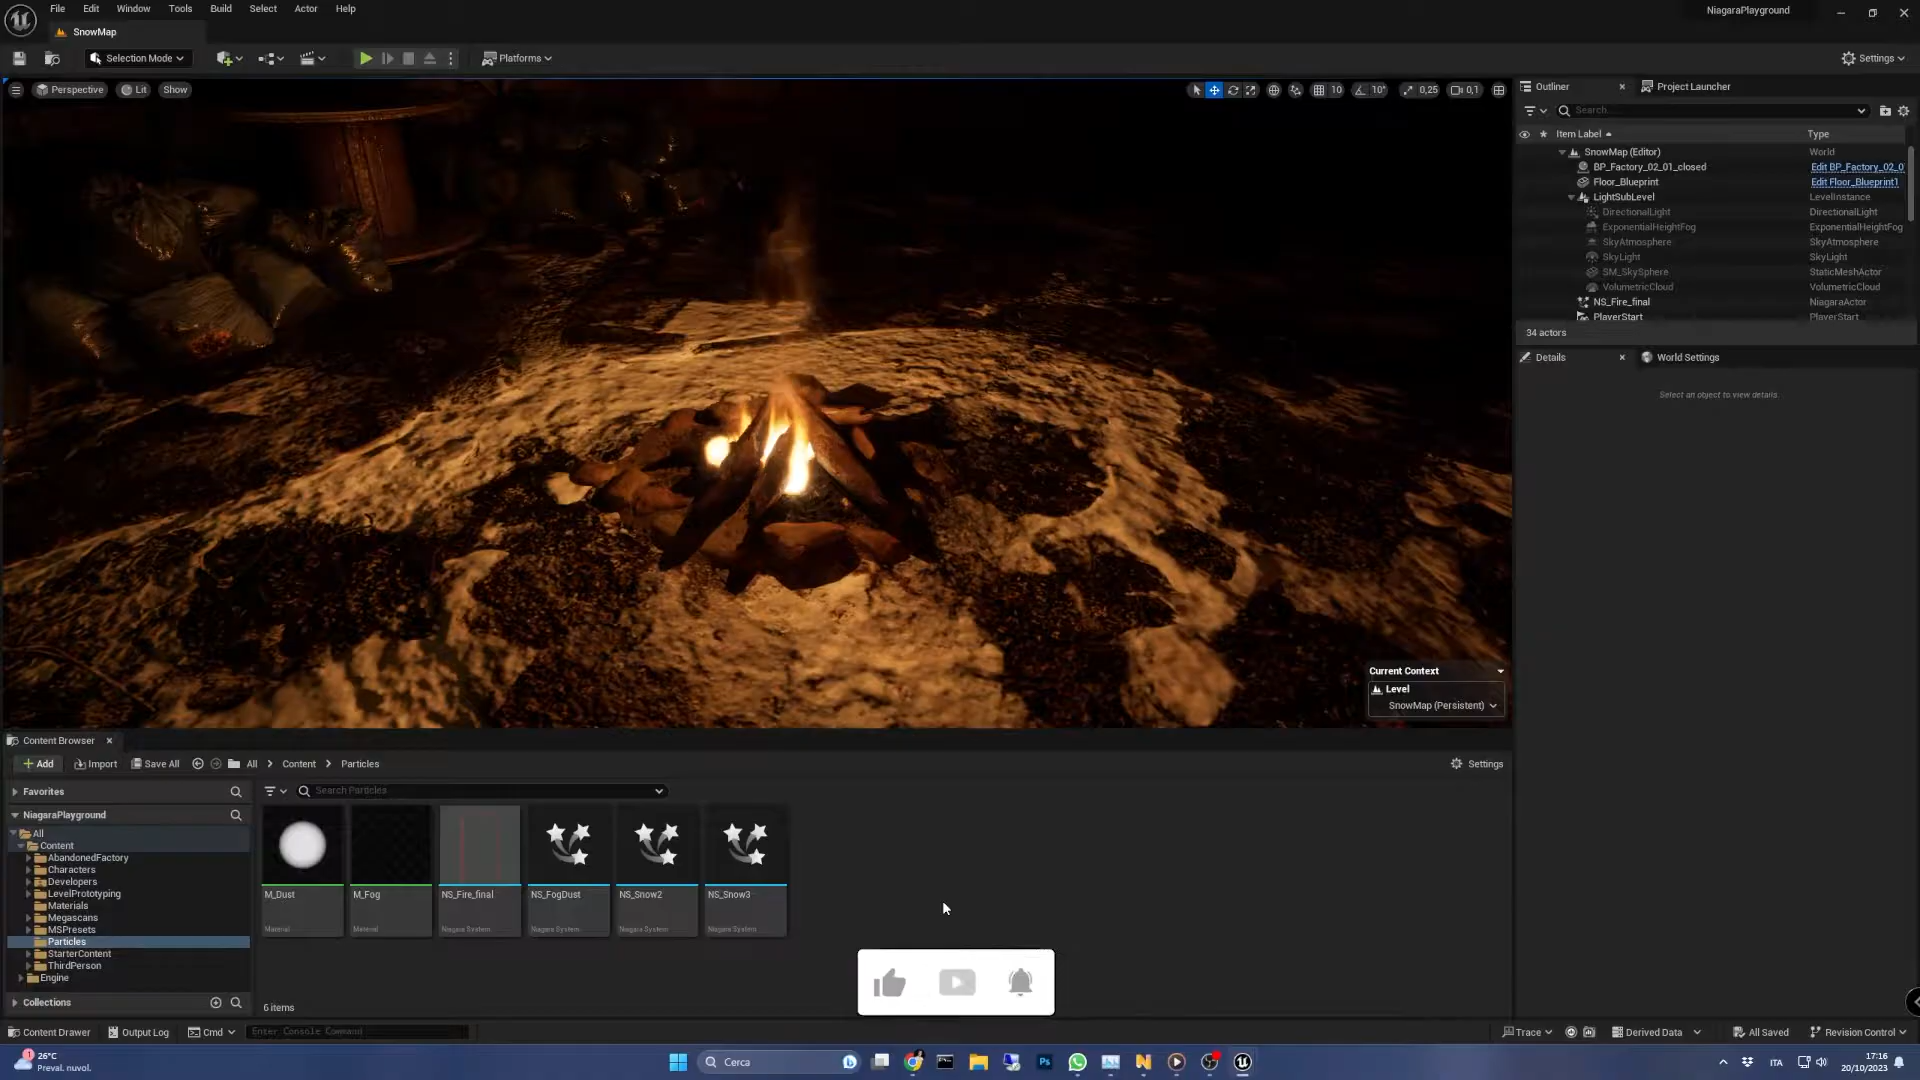 File Edit Window Tools Build Select Actor Help
NiagaraPlayground
SnowMap
Selection Mode
Platforms
Settings
Perspective
Lit
Show
10
10°
0,25
0,1
Outliner
Project Launcher
Search...
Item Label
Type
SnowMap (Editor)
World
BP_Factory_02_01_closed
Edit BP_Factory_02_0
Floor_Blueprint
Edit Floor_Blueprint1
LightSubLevel
LevelInstance
DirectionalLight
DirectionalLight
ExponentialHeightFog
ExponentialHeightFog
SkyAtmosphere
SkyAtmosphere
SkyLight
SkyLight
SM_SkySphere
StaticMeshActor
VolumetricCloud
VolumetricCloud
NS_Fire_final
NiagaraActor
PlayerStart
PlayerStart
34 actors
Details
World Settings
Select an object to view details.
Current Context
Level
SnowMap (Persistent)
Content Browser
Add
Import
Save All
All
Content
Particles
Settings
Favorites
Search Particles
NiagaraPlayground
All
Content
AbandonedFactory
Characters
Developers
LevelPrototyping
Materials
Megascans
MSPresets
Particles
StarterContent
ThirdPerson
Engine
Collections
M_Dust
Material
M_Fog
Material
NS_Fire_final
Niagara System
NS_FogDust
Niagara System
NS_Snow2
Niagara System
NS_Snow3
Niagara System
6 items
Content Drawer
Output Log
Cmd
Enter Console Command
Trace
Derived Data
All Saved
Revision Control
1
26°C
Preval. nuvol.
Cerca
Ps
ITA
17:16
20/10/2023